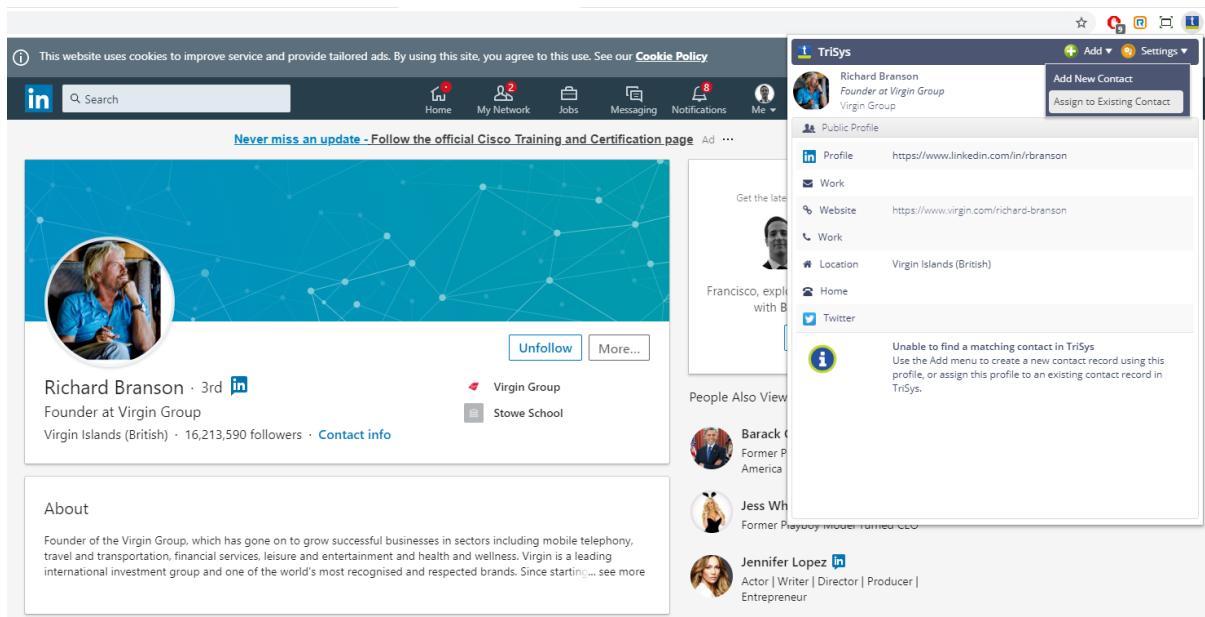 This website uses cookies to improve service and provide tailored ads. By using this site, you agree to this use. See our Cookie Policy
in
Search
Home
2
My Network
Jobs
Messaging
8
Notifications
Me
Never miss an update - Follow the official Cisco Training and Certification page Ad ...
Unfollow
More...
Richard Branson · 3rd in
Founder at Virgin Group
Virgin Islands (British) · 16,213,590 followers · Contact info
Virgin Group
Stowe School
About
Founder of the Virgin Group, which has gone on to grow successful businesses in sectors including mobile telephony,
travel and transportation, financial services, leisure and entertainment and health and wellness. Virgin is a leading
international investment group and one of the world's most recognised and respected brands. Since starting... see more
Get the late
Francisco, expl
with B
People Also View
Barack
Former P
America
Jess Wh
Former Playboy Model Turned CEO
Jennifer Lopez in
Actor | Writer | Director | Producer |
Entrepreneur
9
R
t
t TriSys
Add
Settings
Add New Contact
Assign to Existing Contact
Richard Branson
Founder at Virgin Group
Virgin Group
Public Profile
in Profile https://www.linkedin.com/in/rbranson
Work
Website https://www.virgin.com/richard-branson
Work
Location Virgin Islands (British)
Home
Twitter
Unable to find a matching contact in TriSys
Use the Add menu to create a new contact record using this
profile, or assign this profile to an existing contact record in
TriSys.